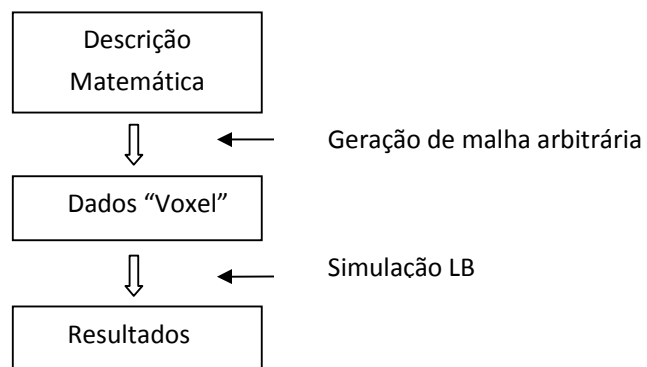 Descrição
Matemática
Geração de malha arbitrária
Dados “Voxel”
Simulação LB
Resultados